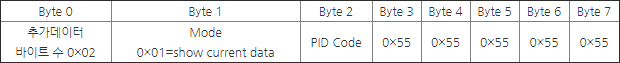 Byte 0 Byte 1 Byte 2 Byte 3 Byte 4 Byte 5 Byte 6 Byte 7
추가데이터
바이트 수 0×02
Mode
0×01=show current data
PID Code 0×55 0×55 0×55 0×55 0×55